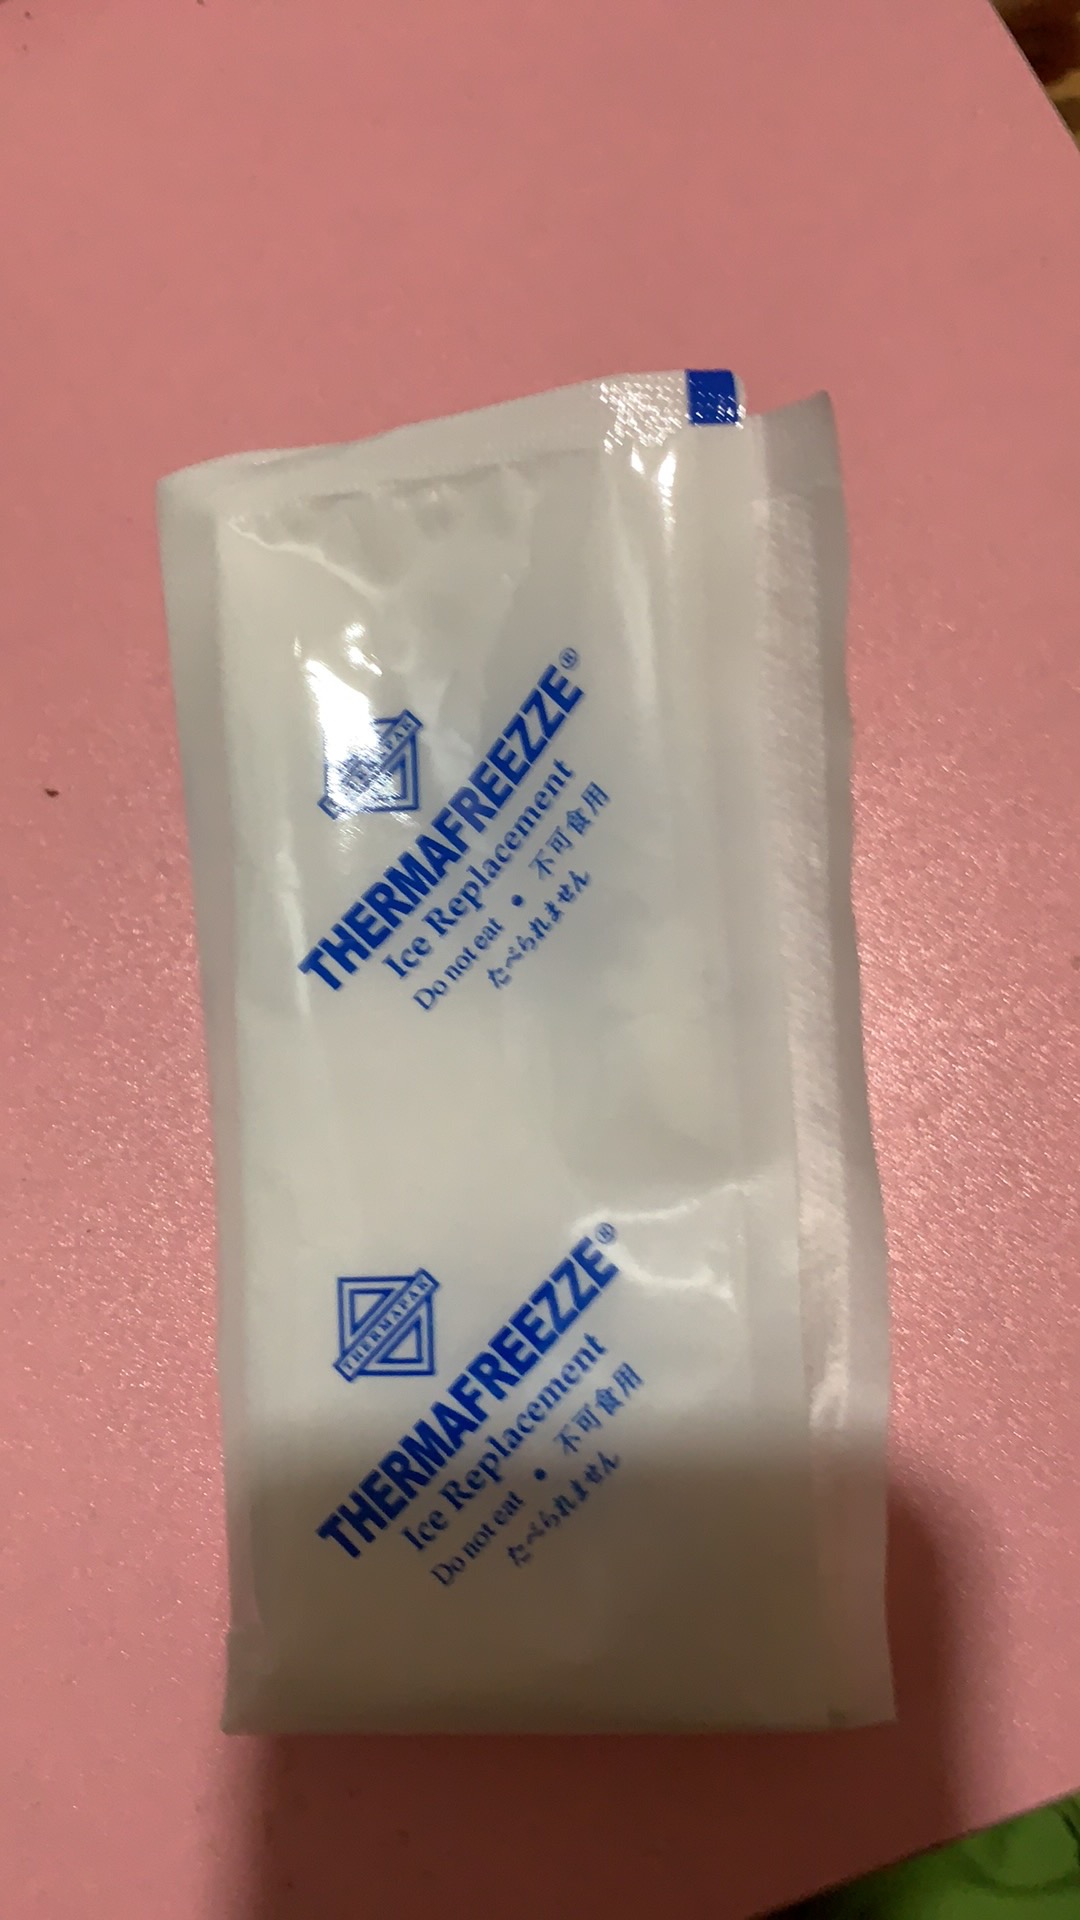 THERMAFREEZZE®
Ice Replacement
Do not eat • 不可食用
たべられません
THERMAPAK
THERMAFREEZZE®
Ice Replacement
Do not eat • 不可食用
たべられません